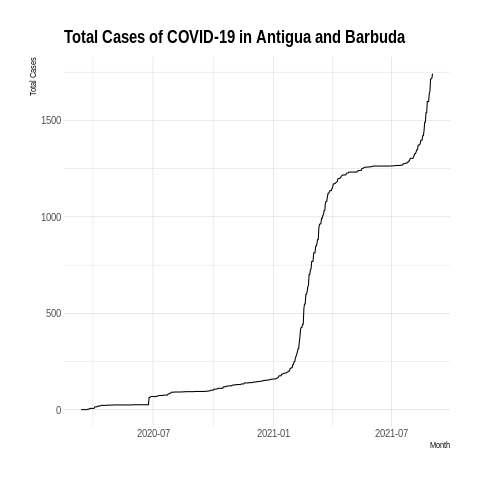 Total Cases of COVID-19 in Antigua and Barbuda
Total Cases
1500
1000
500
0
2020-07
2021-01
2021-07
Month